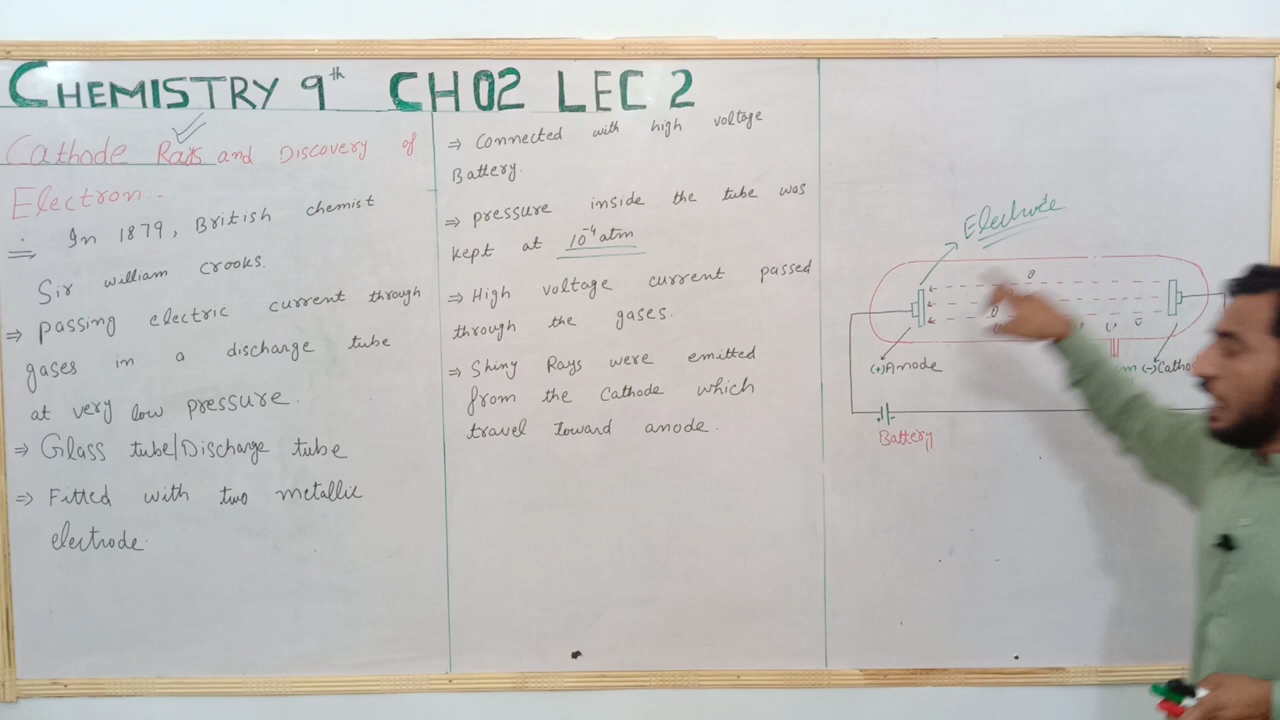 CHEMISTRY 9th CH 02 LEC 2
Cathode Rays and Discovery of
Electron.
In 1879, British chemist
Sir william crooks.
⇒ passing electric current through
gases in a discharge tube
at very low pressure.
⇒ Glass tube/Discharge tube
⇒ Fitted with two metallic
electrode.
⇒ Connected with high voltage
Battery.
⇒ pressure inside the tube was
kept at 10⁻⁴ atm
⇒ High voltage current passed
through the gases.
⇒ Shiny Rays were emitted
from the Cathode which
travel Toward anode.
Electrode
(+)Anode
(-)Catho
Battery